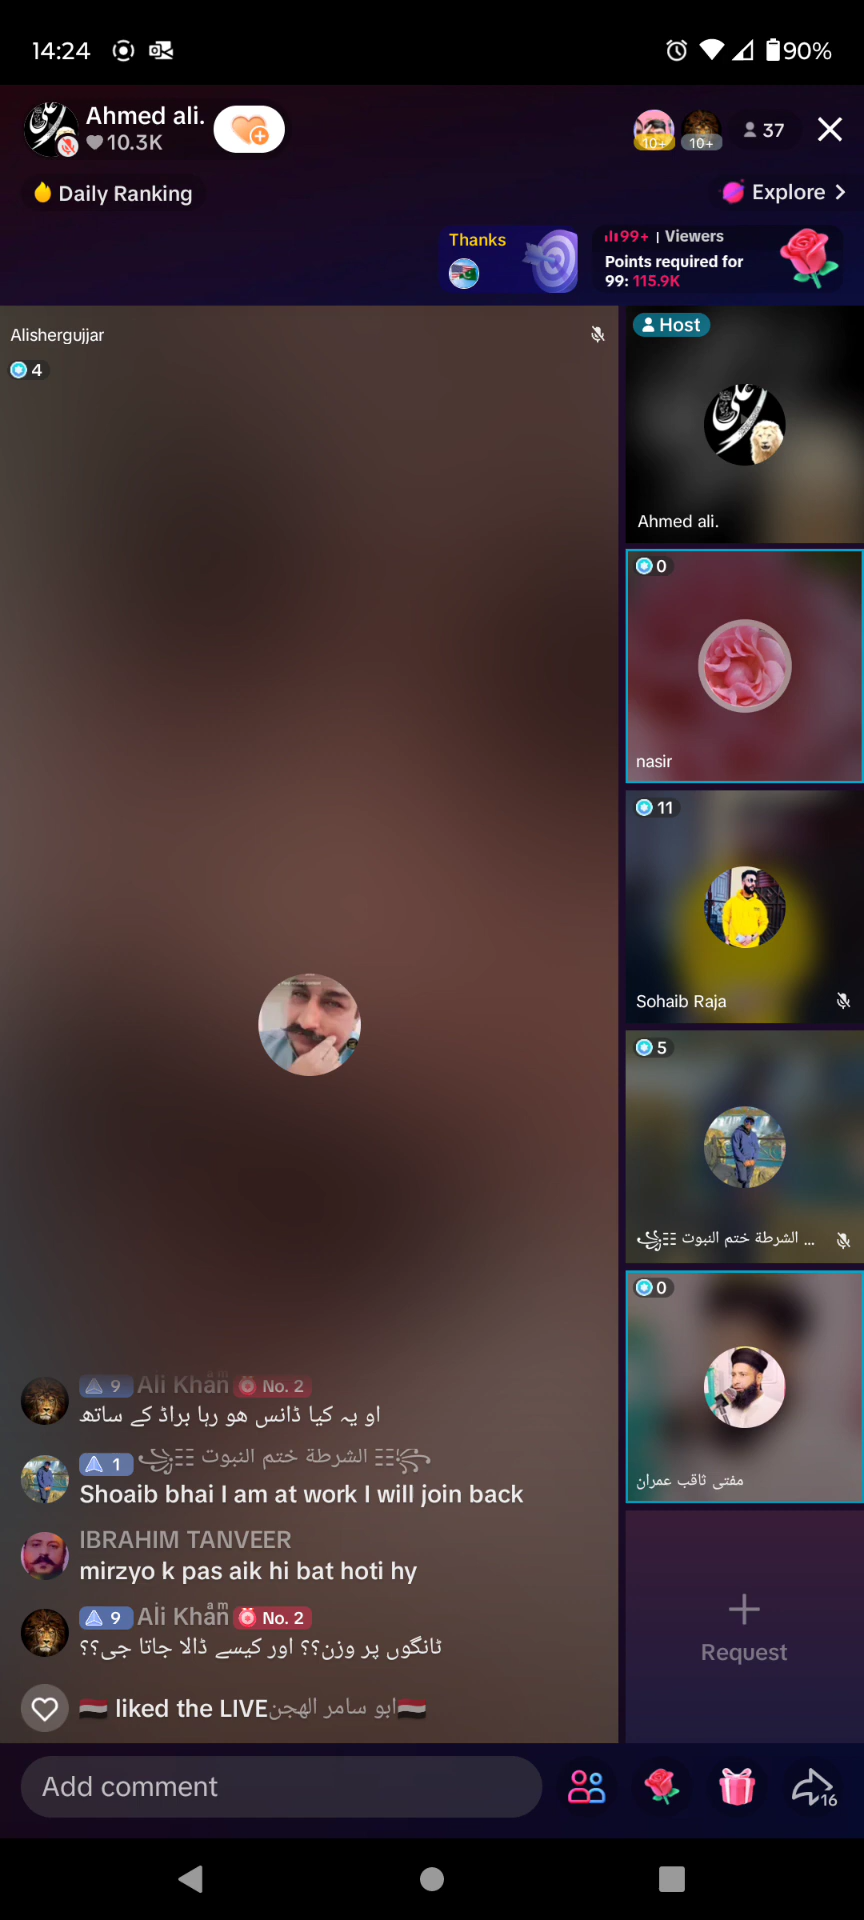 14:24
90%
Ahmed ali.
10.3K
10+
10+
37
Daily Ranking
Explore
Thanks
99+ | Viewers
Points required for
99: 115.9K
Alishergujjar
4
Host
Ahmed ali.
0
nasir
11
Sohaib Raja
5
الشرطة ختم النبوت ...
0
مفتی ثاقب عمران
Request
9 Ali Khan No. 2
او یہ کیا ڈانس ھو رہا براڈ کے ساتھ
1 الشرطة ختم النبوت
Shoaib bhai I am at work I will join back
IBRAHIM TANVEER
mirzyo k pas aik hi bat hoti hy
9 Ali Khan am No. 2
ٹانگوں پر وزن؟؟ اور کیسے ڈالا جاتا جی؟؟
liked the LIVE ابو سامر الهجن
Add comment
16